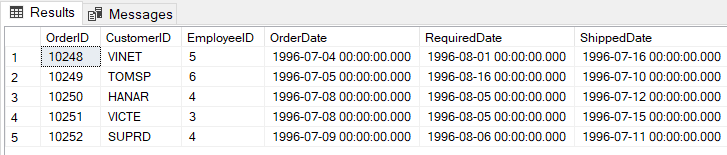 Results Messages
OrderID CustomerID EmployeeID OrderDate RequiredDate ShippedDate
1 10248 VINET 5 1996-07-04 00:00:00.000 1996-08-01 00:00:00.000 1996-07-16 00:00:00.000
2 10249 TOMSP 6 1996-07-05 00:00:00.000 1996-08-16 00:00:00.000 1996-07-10 00:00:00.000
3 10250 HANAR 4 1996-07-08 00:00:00.000 1996-08-05 00:00:00.000 1996-07-12 00:00:00.000
4 10251 VICTE 3 1996-07-08 00:00:00.000 1996-08-05 00:00:00.000 1996-07-15 00:00:00.000
5 10252 SUPRD 4 1996-07-09 00:00:00.000 1996-08-06 00:00:00.000 1996-07-11 00:00:00.000